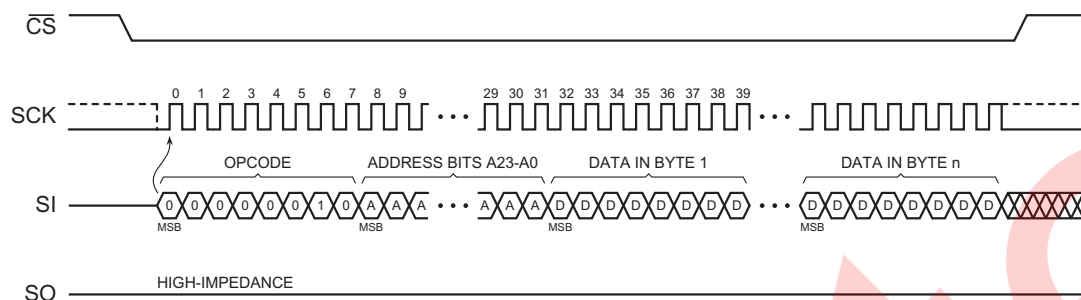 CS
SCK
0 1 2 3 4 5 6 7 8 9 29 30 31 32 33 34 35 36 37 38 39
OPCODE ADDRESS BITS A23-A0 DATA IN BYTE 1 DATA IN BYTE n
SI
0 0 0 0 0 0 1 0 A A A A A A D D D D D D D D D D D D D D D D
MSB MSB MSB MSB
SO
HIGH-IMPEDANCE